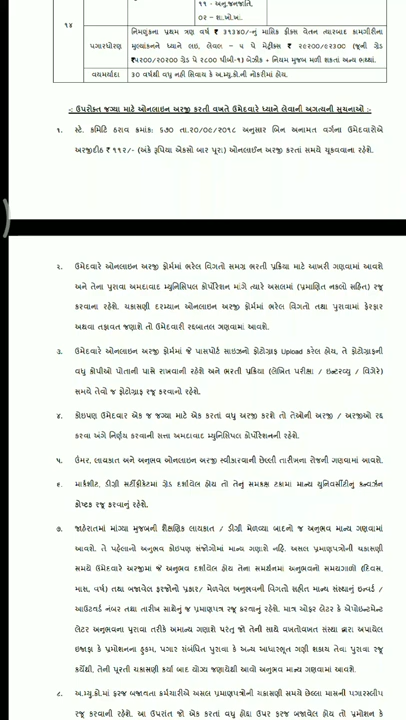 ૧૧ - અનુ.જનજાતિ,
૦૨ - શા.ખો.ખાં.
૧૪
પગારધોરણ
નિમણુકના પ્રથમ ત્રણ વર્ષ ₹ ૩૧૩૪૦/-નું માસિક ફીક્સ વેતન ત્યારબાદ કામગીરીના
મુલ્યાંકનને ધ્યાને લઇ, લેવલ - ૫ પે મેટ્રીક્સ ₹ ૨૯૨૦૦/૯૨૩૦૦ (જૂની ગ્રેડ
₹૫૨૦૦/૨૦૨૦૦ ગ્રેડ પે ૨૮૦૦ પીબી-૧) બેઝીક + નિયમ મુજબ મળી શકતાં અન્ય ભથ્થાં.
વયમર્યાદા
૩૦ વર્ષથી વધુ નહી સિવાય કે અ.મ્યુ.કો.ની નોકરીમાં હોય.
-: ઉપરોક્ત જગ્યા માટે ઓનલાઇન અરજી કરતી વખતે ઉમેદવારે ધ્યાને લેવાની અગત્યની સુચનાઓ :-
૧. સ્ટે. કમિટિ ઠરાવ ક્રમાંક: ૬૭૦ તા.૨૦/૦૯/૨૦૧૮ અનુસાર બિન અનામત વર્ગના ઉમેદવારોએ
અરજીદીઠ ₹ ૧૧૨/- (અંકે રૂપિયા એકસો બાર પૂરા) ઓનલાઈન અરજી કરતાં સમયે ચૂકવવાના રહેશે.
૨. ઉમેદવારે ઓનલાઇન અરજી ફોર્મમાં ભરેલ વિગતો સમગ્ર ભરતી પ્રક્રિયા માટે આખરી ગણવામાં આવશે
અને તેના પુરાવા અમદાવાદ મ્યુનિસિપલ કોર્પોરેશન માંગે ત્યારે અસલમાં (પ્રમાણિત નકલો સહિત) રજૂ
કરવાના રહેશે. ચકાસણી દરમ્યાન ઓનલાઇન અરજી ફોર્મમાં ભરેલ વિગતો તથા પુરાવામાં ફેરફાર
અથવા તફાવત જણાશે તો ઉમેદવારી રદબાતલ ગણવામાં આવશે.
૩. ઉમેદવારે ઓનલાઇન અરજી ફોર્મમાં જે પાસપોર્ટ સાઇઝનો ફોટોગ્રાફ Upload કરેલ હોય, તે ફોટોગ્રાફની
વધુ કોપીઓ પોતાની પાસે રાખવાની રહેશે અને ભરતી પ્રક્રિયા (લેખિત પરીક્ષા / ઇન્ટરવ્યુ / વિગેરે)
સમયે તેવો જ ફોટોગ્રાફ રજૂ કરવાનો રહેશે.
૪. કોઇપણ ઉમેદવાર એક જ જગ્યા માટે એક કરતાં વધુ અરજી કરશે તો તેઓની અરજી / અરજીઓ રદ
કરવા અંગે નિર્ણય કરવાની સત્તા અમદાવાદ મ્યુનિસિપલ કોર્પોરેશનની રહેશે.
૫. ઉંમર, લાયકાત અને અનુભવ ઓનલાઇન અરજી સ્વીકારવાની છેલ્લી તારીખના રોજની ગણવામાં આવશે.
૬. માર્કશીટ, ડીગ્રી સર્ટીફીકેટમાં ગ્રેડ દર્શાવેલ હોય તો તેનું સમકક્ષ ટકામાં માન્ય યુનિવર્સીટીનું કન્વર્ઝન
કોષ્ટક રજૂ કરવાનું રહેશે.
૭. જાહેરાતમાં માંગ્યા મુજબની શૈક્ષણિક લાયકાત / ડીગ્રી મેળવ્યા બાદનો જ અનુભવ માન્ય ગણવામાં
આવશે. તે પહેલાનો અનુભવ કોઇપણ સંજોગોમાં માન્ય ગણાશે નહિ. અસલ પ્રમાણપત્રોની ચકાસણી
સમયે ઉમેદવારે અરજીમાં જે અનુભવ દર્શાવેલ હોય તેના સમર્થનમાં અનુભવનો સમયગાળો (દિવસ,
માસ, વર્ષ) તથા બજાવેલ ફરજોનો પ્રકાર/ મેળવેલ અનુભવની વિગતો સહીત માન્ય સંસ્થાનું ઇન્વર્ડ /
આઉટવર્ડ નંબર તથા તારીખ સાથેનું જ પ્રમાણપત્ર રજૂ કરવાનું રહેશે. માત્ર ઓફર લેટર કે એપોઇન્ટમેન્ટ
લેટર અનુભવના પુરાવા તરીકે અમાન્ય ગણાશે પરંતુ જો તેની સાથે વખતોવખત સંસ્થા દ્વારા અપાયેલ
ઇજાફા કે પ્રમોશનના હુકમ, પગાર સંબંધિત પુરાવા કે અન્ય આધારભૂત ગણી શકાય તેવા પુરાવા રજૂ
કર્યેથી, તેની પૂરતી ચકાસણી કર્યા બાદ યોગ્ય જણાયેથી આવો અનુભવ માન્ય ગણવામાં આવશે.
૮. અ.મ્યુ.કો.માં ફરજ બજાવતા કર્મચારીએ અસલ પ્રમાણપત્રોની ચકાસણી સમયે છેલ્લા માસની પગારસ્લીપ
રજૂ કરવાની રહેશે. આ ઉપરાંત જો એક કરતાં વધુ હોદ્દા ઉપર ફરજ બજાવેલ હોય તો પ્રમોશન કે